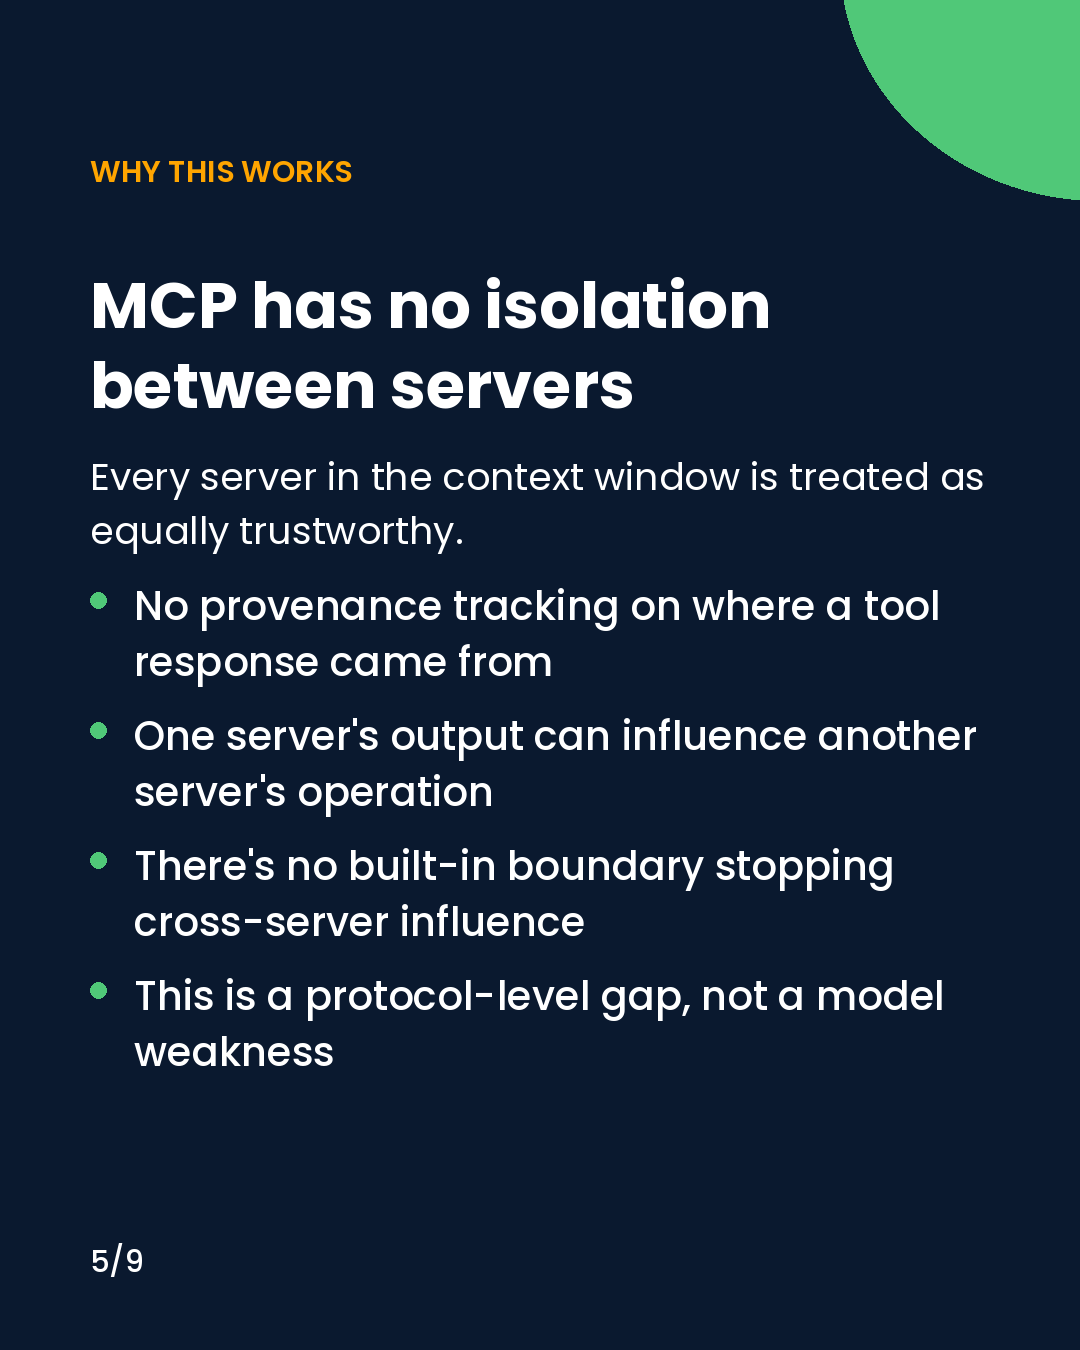 WHY THIS WORKS
MCP has no isolation
between servers
Every server in the context window is treated as
equally trustworthy.
No provenance tracking on where a tool
response came from
One server's output can influence another
server's operation
There's no built-in boundary stopping
cross-server influence
This is a protocol-level gap, not a model
weakness
5/9